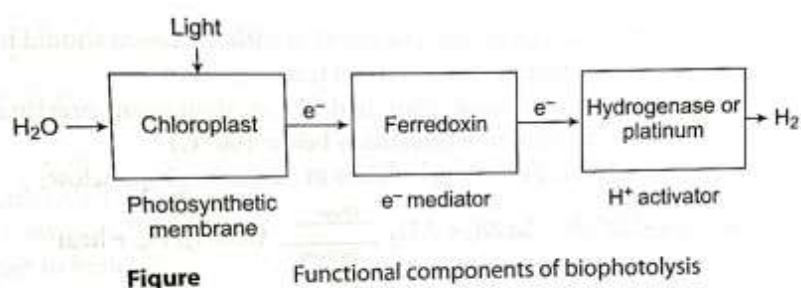 Light
H₂O
Chloroplast
e⁻
Ferredoxin
e⁻
Hydrogenase or
platinum
H₂
Photosynthetic
membrane
e⁻ mediator
H⁺ activator
Figure Functional components of biophotolysis